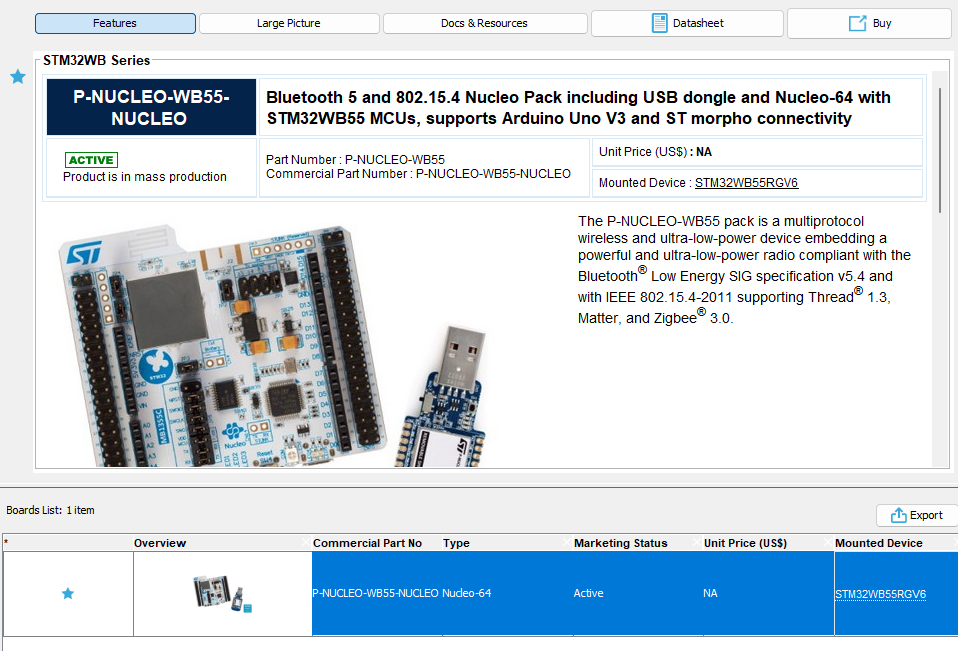 Features
Large Picture
Docs & Resources
Datasheet
Buy
STM32WB Series
P-NUCLEO-WB55-
NUCLEO
Bluetooth 5 and 802.15.4 Nucleo Pack including USB dongle and Nucleo-64 with
STM32WB55 MCUs, supports Arduino Uno V3 and ST morpho connectivity
ACTIVE
Product is in mass production
Part Number : P-NUCLEO-WB55
Commercial Part Number : P-NUCLEO-WB55-NUCLEO
Unit Price (US$) : NA
Mounted Device : STM32WB55RGV6
The P-NUCLEO-WB55 pack is a multiprotocol
wireless and ultra-low-power device embedding a
powerful and ultra-low-power radio compliant with the
Bluetooth® Low Energy SIG specification v5.4 and
with IEEE 802.15.4-2011 supporting Thread® 1.3,
Matter, and Zigbee® 3.0.
ST
STM32
MB1355C
Nucleo
Reset
Boards List: 1 item
Export
* Overview Commercial Part No Type Marketing Status Unit Price (US$) Mounted Device
P-NUCLEO-WB55-NUCLEO Nucleo-64 Active NA STM32WB55RGV6